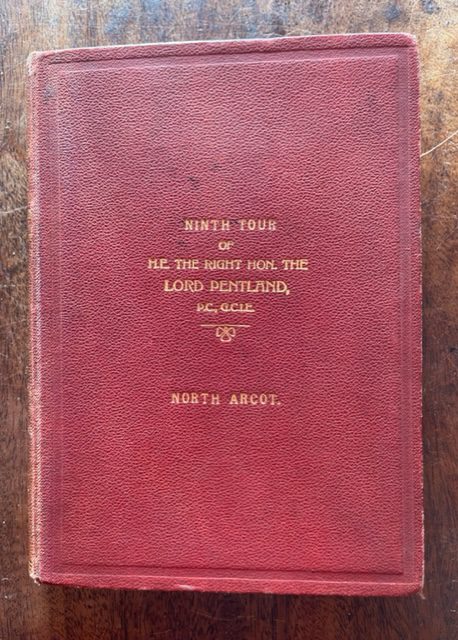 NINTH TOUR
OF
H.E. THE RIGHT HON. THE
LORD PENTLAND,
P.C., G.C.I.E.
NORTH ARCOT.